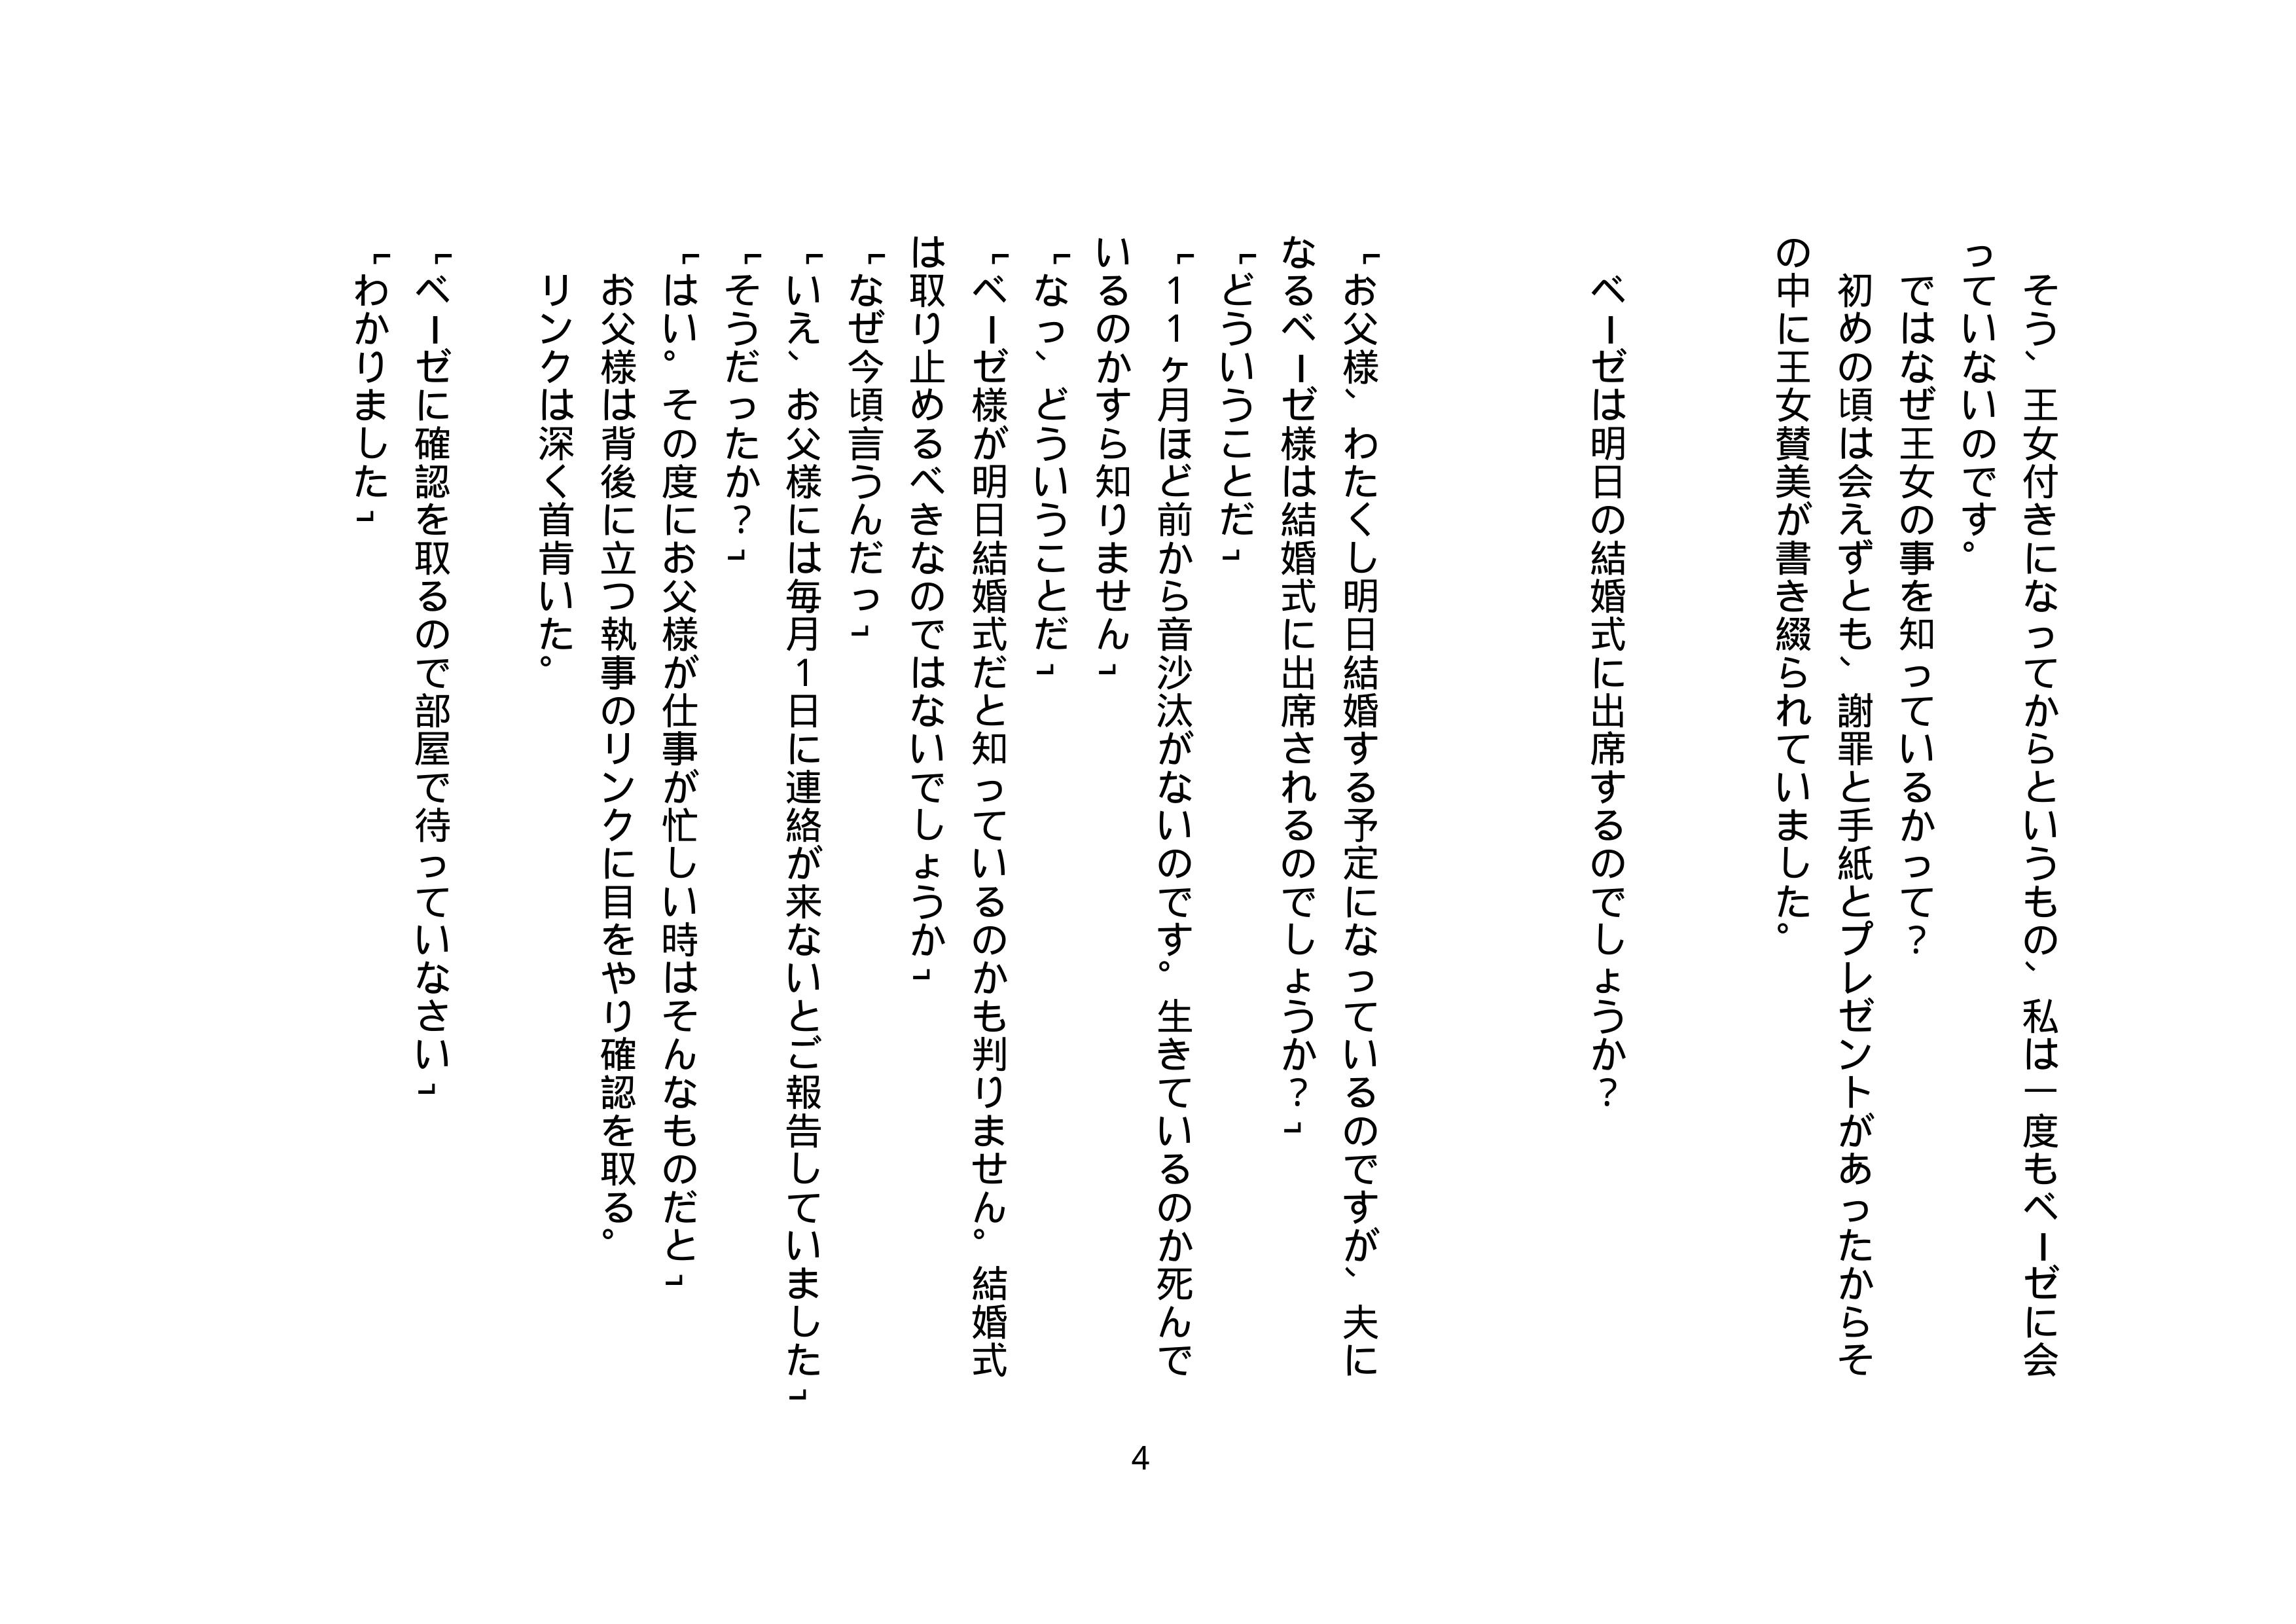 そう、王女付きになってからというもの、私は一度もベーゼに会
っていないのです。
　ではなぜ王女の事を知っているかって？
　初めの頃は会えずとも、謝罪と手紙とプレゼントがあったからそ
の中に王女賛美が書き綴られていました。
　ベーゼは明日の結婚式に出席するのでしょうか？
「お父様、わたくし明日結婚する予定になっているのですが、夫に
なるベーゼ様は結婚式に出席されるのでしょうか？」
「どういうことだ」
「１１ヶ月ほど前から音沙汰がないのです。生きているのか死んで
いるのかすら知りません」
「なっ、どういうことだ」
「ベーゼ様が明日結婚式だと知っているのかも判りません。結婚式
は取り止めるべきなのではないでしょうか」
「なぜ今頃言うんだっ」
「いえ、お父様には毎月１日に連絡が来ないとご報告していました」
「そうだったか？」
「はい。その度にお父様が仕事が忙しい時はそんなものだと」
　お父様は背後に立つ執事のリンクに目をやり確認を取る。
　リンクは深く首肯いた。
「ベーゼに確認を取るので部屋で待っていなさい」
「わかりました」
4